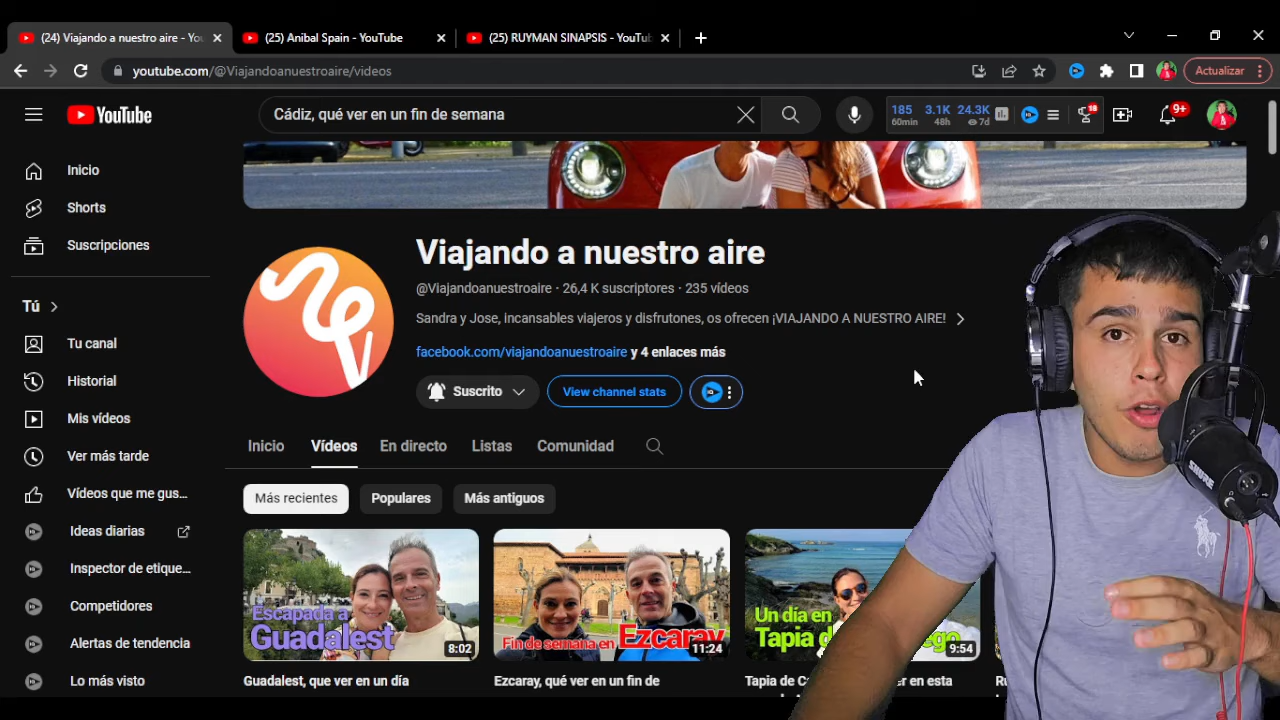 (24) Viajando a nuestro aire - You
(25) Anibal Spain - YouTube
(25) RUYMAN SINAPSIS - YouTub
youtube.com/@Viajandoanuestroaire/videos
Actualizar
YouTube
Cádiz, qué ver en un fin de semana
185 3.1K 24.3K
60min 48h 7d
18
9+
Inicio
Shorts
Suscripciones
Tú
Tu canal
Historial
Mis vídeos
Ver más tarde
Vídeos que me gus...
Ideas diarias
Inspector de etique...
Competidores
Alertas de tendencia
Lo más visto
Viajando a nuestro aire
@Viajandoanuestroaire · 26,4 K suscriptores · 235 vídeos
Sandra y Jose, incansables viajeros y disfrutones, os ofrecen ¡VIAJANDO A NUESTRO AIRE!
facebook.com/viajandoanuestroaire y 4 enlaces más
Suscrito
View channel stats
Inicio Vídeos En directo Listas Comunidad
Más recientes Populares Más antiguos
Escapada a
Guadalest
8:02
Fin de semana en Ezcaray
11:24
Un día en
Tapia
9:54
Guadalest, que ver en un día
Ezcaray, qué ver en un fin de
Tapia de Ca
er en esta
SHURE